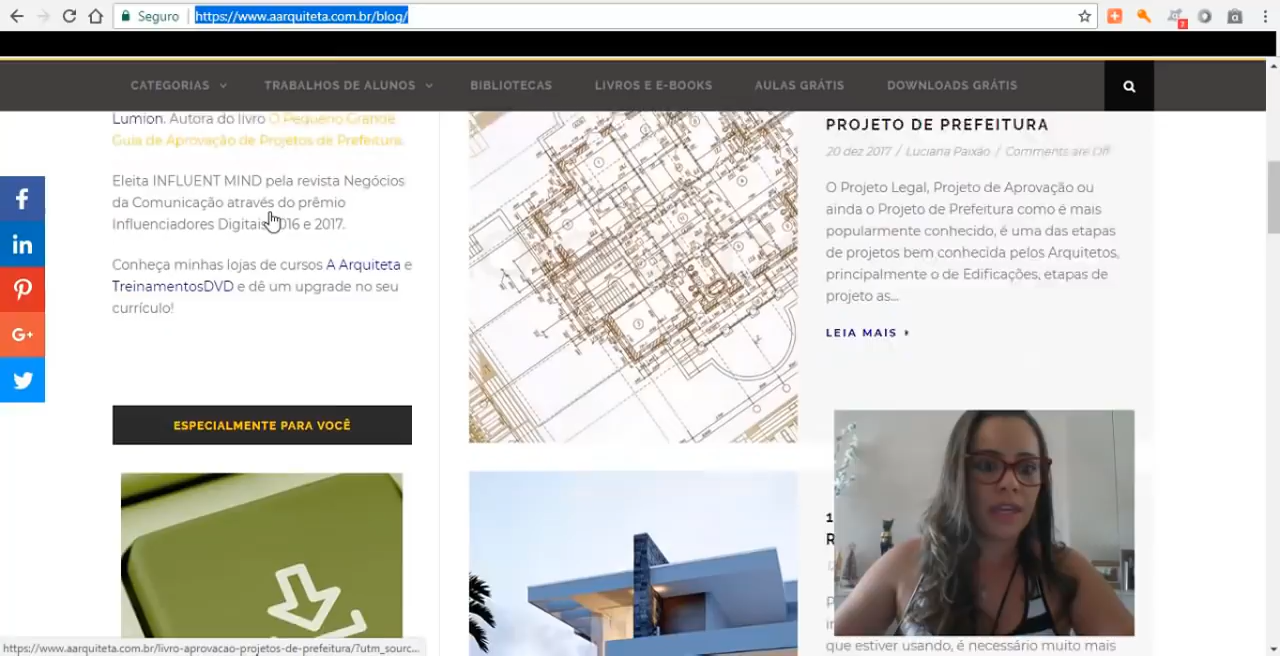 Seguro
https://www.aarquiteta.com.br/blog/
CATEGORIAS
TRABALHOS DE ALUNOS
BIBLIOTECAS
LIVROS E E-BOOKS
AULAS GRÁTIS
DOWNLOADS GRÁTIS
Lumion. Autora do livro O Pequeno Grande
Guia de Aprovação de Projetos de Prefeitura.
Eleita INFLUENT MIND pela revista Negócios
da Comunicação através do prêmio
Influenciadores Digitais 2016 e 2017.
Conheça minhas lojas de cursos A Arquiteta e
TreinamentosDVD e dê um upgrade no seu
currículo!
ESPECIALMENTE PARA VOCÊ
PROJETO DE PREFEITURA
20 dez 2017 / Luciana Paixão / Comments are Off
O Projeto Legal, Projeto de Aprovação ou
ainda o Projeto de Prefeitura como é mais
popularmente conhecido, é uma das etapas
de projetos bem conhecida pelos Arquitetos,
principalmente o de Edificações, etapas de
projeto as...
LEIA MAIS
que estiver usando, é necessário muito mais
https://www.aarquiteta.com.br/livro-aprovacao-projetos-de-prefeitura/?utm_sourc...